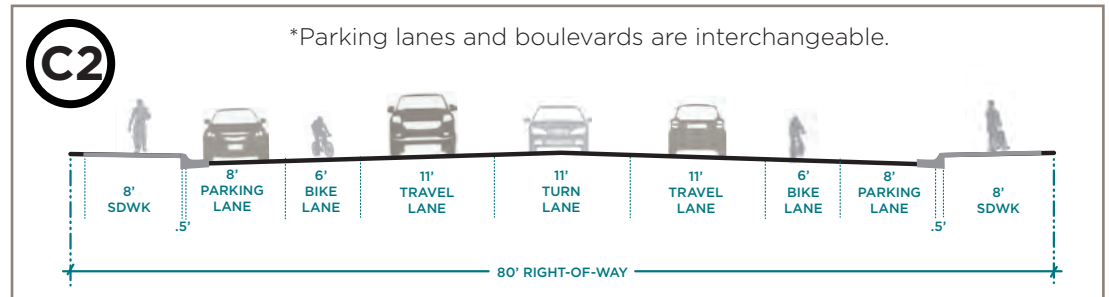 *Parking lanes and boulevards are interchangeable.
C2
8'
SDWK
.5'
8'
PARKING
LANE
6'
BIKE
LANE
11'
TRAVEL
LANE
11'
TURN
LANE
11'
TRAVEL
LANE
6'
BIKE
LANE
8'
PARKING
LANE
.5'
8'
SDWK
80' RIGHT-OF-WAY